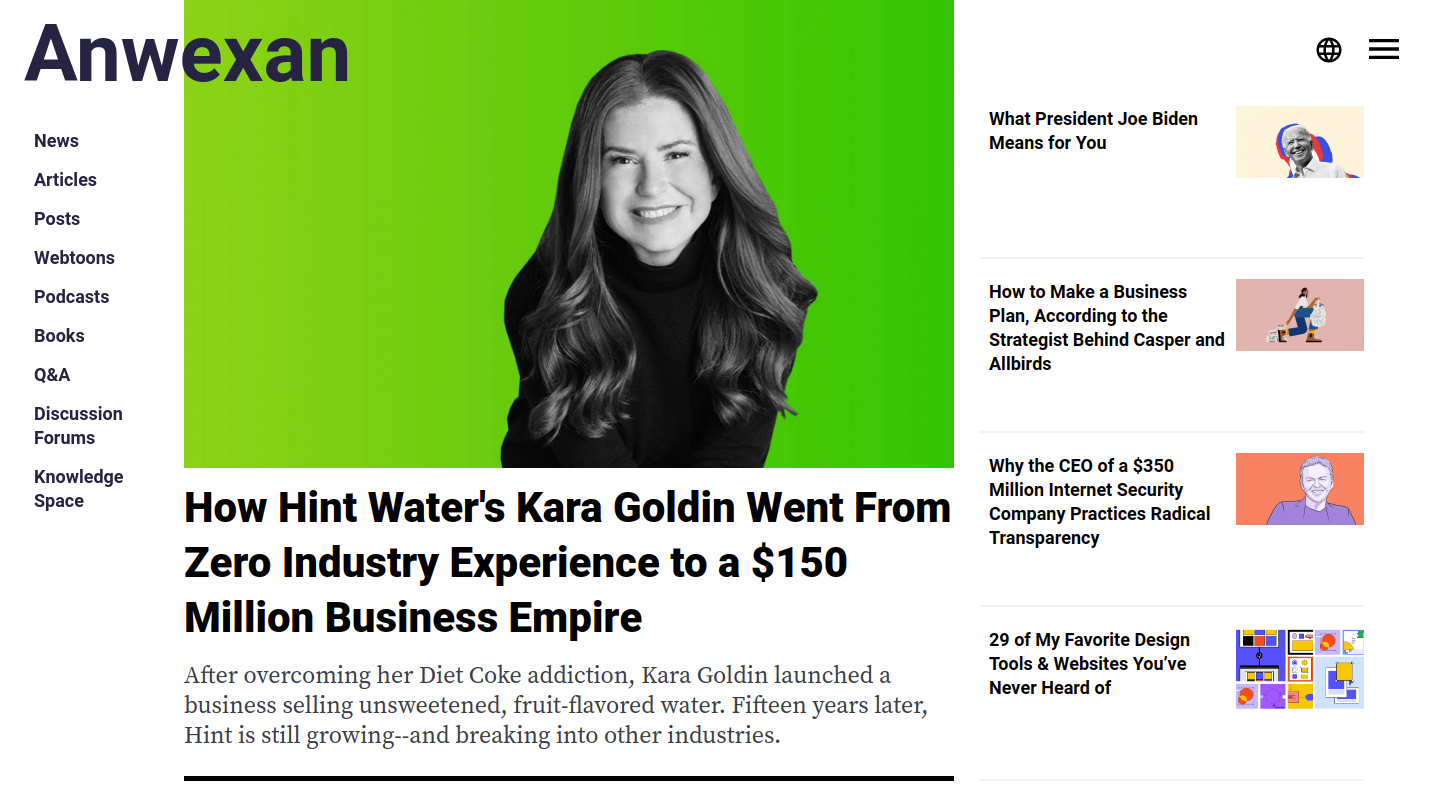 Anwexan
News
Articles
Posts
Webtoons
Podcasts
Books
Q&A
Discussion
Forums
Knowledge
Space
How Hint Water's Kara Goldin Went From
Zero Industry Experience to a $150
Million Business Empire
After overcoming her Diet Coke addiction, Kara Goldin launched a
business selling unsweetened, fruit-flavored water. Fifteen years later,
Hint is still growing--and breaking into other industries.
What President Joe Biden
Means for You
How to Make a Business
Plan, According to the
Strategist Behind Casper and
Allbirds
Why the CEO of a $350
Million Internet Security
Company Practices Radical
Transparency
29 of My Favorite Design
Tools & Websites You’ve
Never Heard of